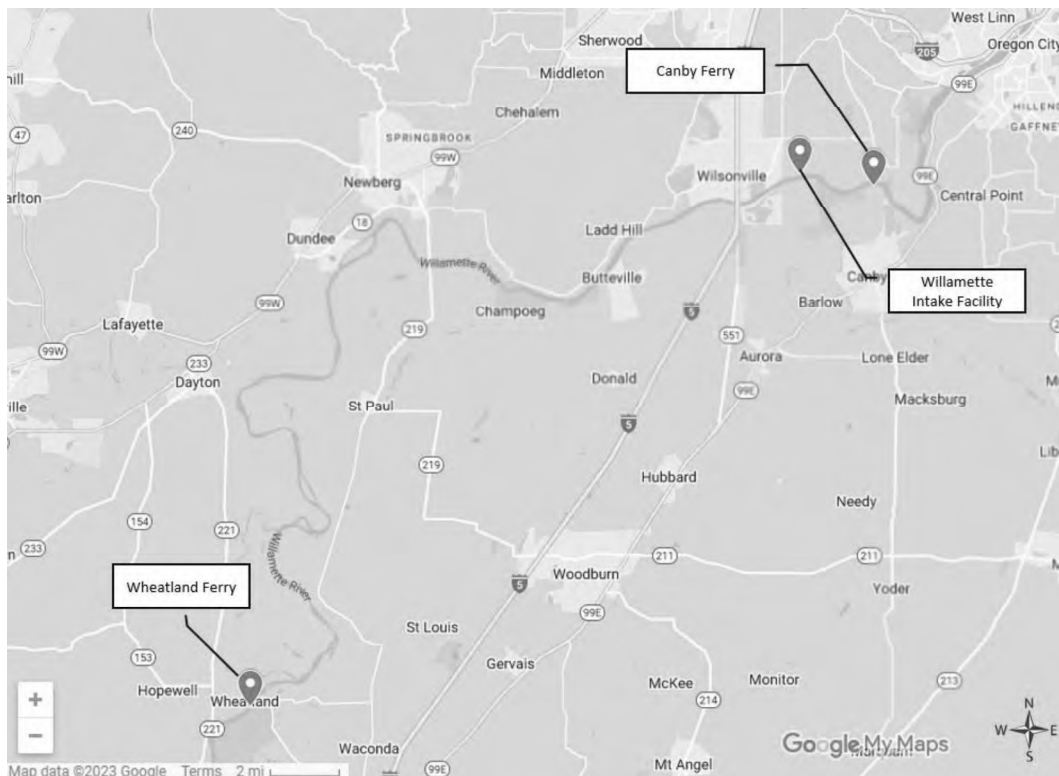 West Linn
Sherwood
205
Oregon City
Middleton
Canby Ferry
99E
hill
47
HILLEND
Chehalem
GAFFNEY
240
SPRINGBROOK
99W
Newberg
Wilsonville
99E
Central Point
arlton
18
Ladd Hill
Dundee
Willamette River
Butteville
Canby
Willamette
Intake Facility
Barlow
99W
Champoeg
5
Lafayette
219
551
99W
233
Aurora
Lone Elder
Dayton
Donald
99E
Macksburg
ville
St Paul
5
219
Hubbard
Needy
154
221
233
Willamette River
211
211
Woodburn
Wheatland Ferry
5
Yoder
99E
St Louis
153
Gervais
Hopewell
Wheatland
McKee
Monitor
213
214
221
N
W
E
S
Waconda
Google My Maps
Mt Angel
99E
Map data ©2023 Google Terms 2 mi
+
−